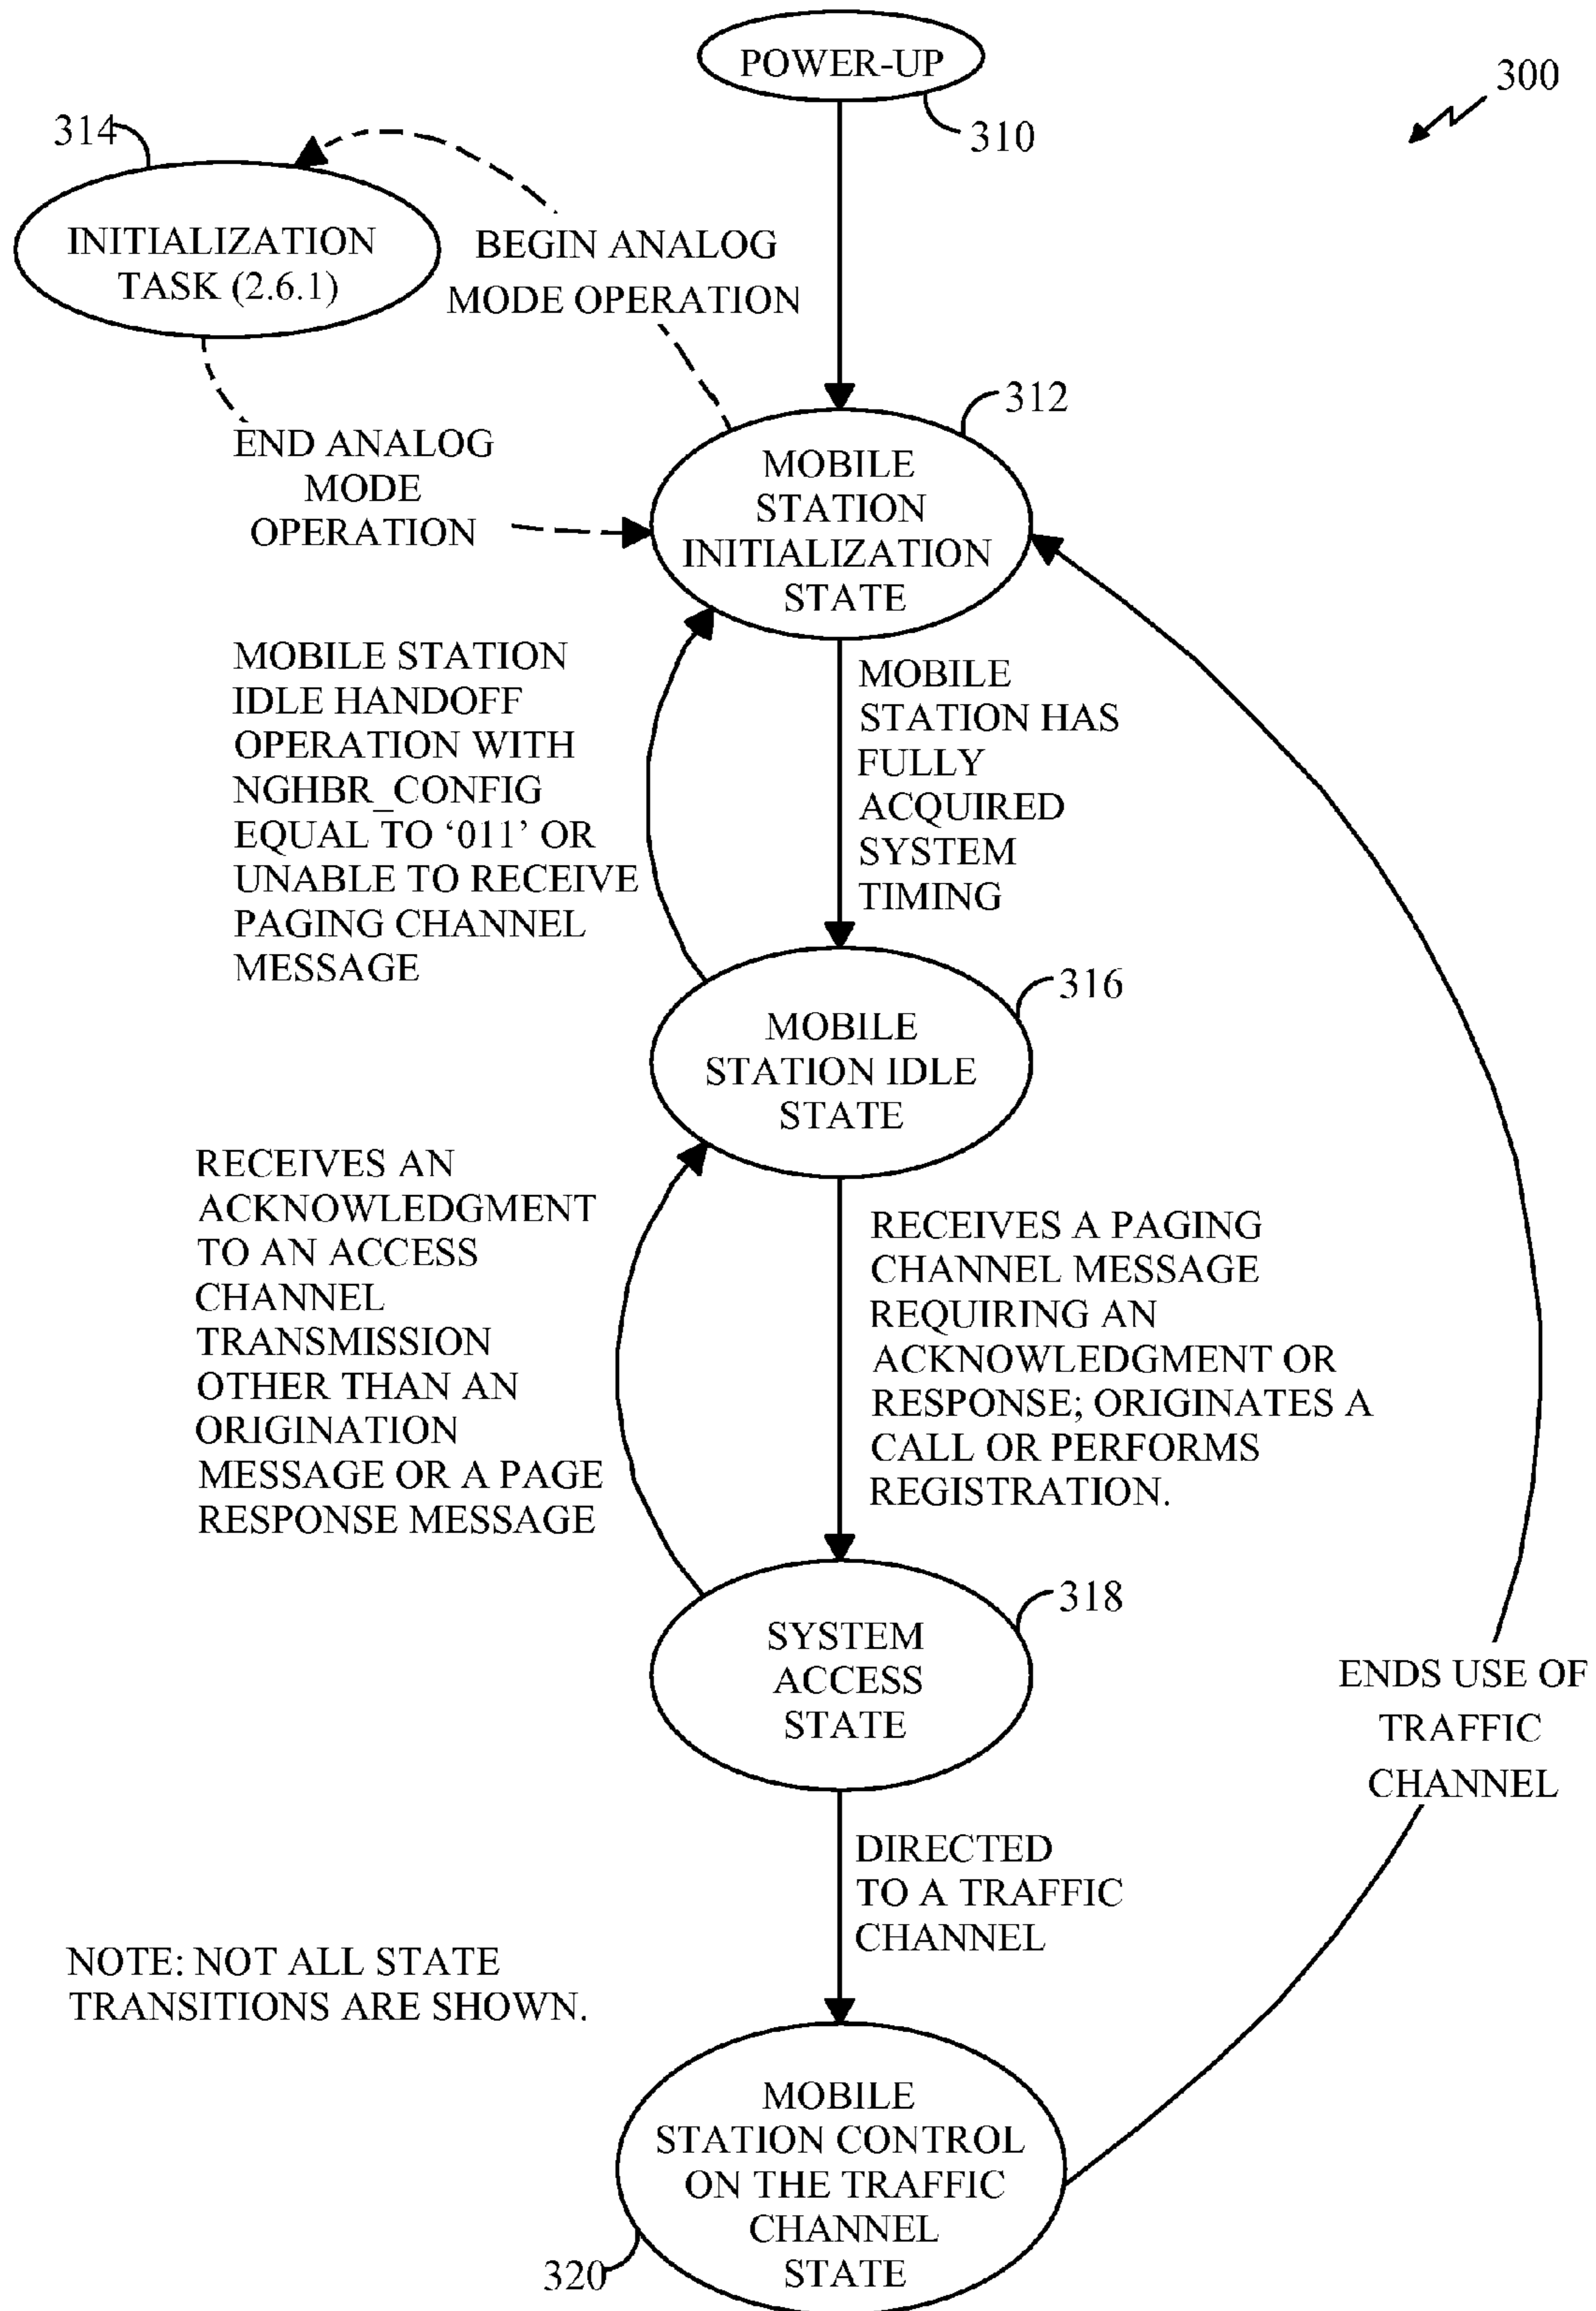 POWER-UP
300
310
314
INITIALIZATION
TASK (2.6.1)
BEGIN ANALOG
MODE OPERATION
312
END ANALOG
MODE
OPERATION
MOBILE
STATION
INITIALIZATION
STATE
MOBILE STATION
IDLE HANDOFF
OPERATION WITH
NGHBR_CONFIG
EQUAL TO ‘011’ OR
UNABLE TO RECEIVE
PAGING CHANNEL
MESSAGE
MOBILE
STATION HAS
FULLY
ACQUIRED
SYSTEM
TIMING
316
MOBILE
STATION IDLE
STATE
RECEIVES AN
ACKNOWLEDGMENT
TO AN ACCESS
CHANNEL
TRANSMISSION
OTHER THAN AN
ORIGINATION
MESSAGE OR A PAGE
RESPONSE MESSAGE
RECEIVES A PAGING
CHANNEL MESSAGE
REQUIRING AN
ACKNOWLEDGMENT OR
RESPONSE; ORIGINATES A
CALL OR PERFORMS
REGISTRATION.
318
SYSTEM
ACCESS
STATE
ENDS USE OF
TRAFFIC
CHANNEL
DIRECTED
TO A TRAFFIC
CHANNEL
NOTE: NOT ALL STATE
TRANSITIONS ARE SHOWN.
MOBILE
STATION CONTROL
ON THE TRAFFIC
CHANNEL
STATE
320